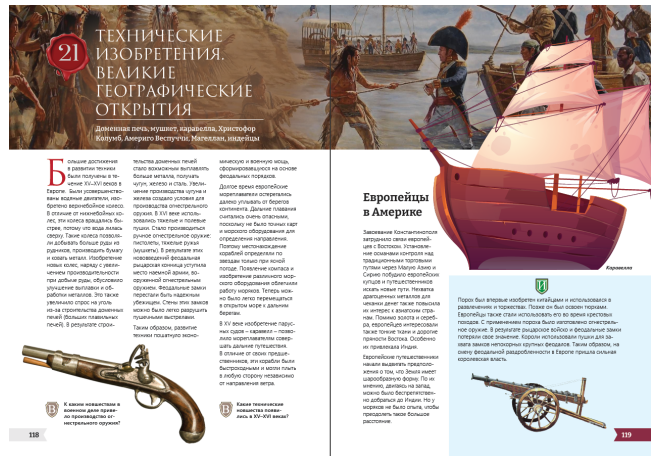 21
ТЕХНИЧЕСКИЕ
ИЗОБРЕТЕНИЯ.
ВЕЛИКИЕ
ГЕОГРАФИЧЕСКИЕ
ОТКРЫТИЯ
Доменная печь, мушкет, каравелла, Христофор
Колумб, Америго Веспуччи, Магеллан, индейцы
Большие достижения
в развитии техники
были получены в те-
чение XV–XVI веков в
Европе. Были усовершенство-
ваны водяные двигатели, изо-
бретено верхнебойное колесо.
В отличие от нижнебойных ко-
лес, эти колеса вращались бы-
стрее, потому что вода лилась
сверху. Такие колеса позволя-
ли добывать больше руды из
рудников, производить бумагу
и ковать металл. Изобретение
новых колес, наряду с увели-
чением производительности
при добыче руды, обусловило
улучшение выплавки и об-
работки металлов. Это также
увеличило спрос на уголь
из-за строительства доменных
печей (больших плавильных
печей). В результате строи-
тельства доменных печей
стало возможным выплавлять
больше металла, получать
чугун, железо и сталь. Увели-
чение производства чугуна и
железа создало условия для
производства огнестрельного
оружия. В XVI веке исполь-
зовались тяжелые и полевые
пушки. Стало производиться
ручное огнестрельное оружие:
пистолеты, тяжелые ружья
(мушкеты). В результате этих
нововведений феодальная
рыцарская конница уступила
место наемной армии, во-
оруженной огнестрельным
оружием. Феодальные замки
перестали быть надежным
убежищем. Стены этих замков
можно было легко разрушить
пушечными выстрелами.
Таким образом, развитие
техники пошатнуло эконо-
мическую и военную мощь,
сформировавшуюся на основе
феодальных порядков.
Долгое время европейские
мореплаватели остерегались
далеко уплывать от берегов
континента. Дальние плавания
считались очень опасными,
поскольку не было точных карт
и морского оборудования для
определения направления.
Поэтому местонахождение
кораблей определяли по
звездам только при ясной
погоде. Появление компаса и
изобретение различного мор-
ского оборудования облегчили
работу моряков. Теперь мож-
но было легко перемещаться
в открытом море к дальним
берегам.
В XV веке изобретение парус-
ных судов – каравелл – позво-
лило мореплавателям совер-
шать дальние путешествия.
В отличие от своих предше-
ственников, эти корабли были
быстроходными и могли плыть
в любую сторону независимо
от направления ветра.
В
К каким новшествам в
военном деле приве-
ло производство ог-
нестрельного оружия?
В
Какие технические
новшества появи-
лись в XV–XVI веках?
118
Европейцы
в Америке
Завоевание Константинополя
затруднило связи европей-
цев с Востоком. Установле-
ние османами контроля над
традиционными торговыми
путями через Малую Азию и
Сирию побудило европейских
купцов и путешественников
искать новые пути. Нехватка
драгоценных металлов для
чеканки денег также повысила
их интерес к азиатским стра-
нам. Помимо золота и сере-
бра, европейцев интересовали
также тонкие ткани и дорогие
пряности Востока. Особенно
их привлекала Индия.
Европейские путешественники
начали выдвигать предполо-
жения о том, что Земля имеет
шарообразную форму. По их
мнению, двигаясь на запад,
можно было беспрепятствен-
но добраться до Индии. Но у
моряков не было опыта, чтобы
преодолеть такое большое
расстояние.
Каравелла
И
Порох был впервые изобретен китайцами и использовался в
развлечениях и торжествах. Позже он был освоен тюрками.
Европейцы также стали использовать его во время крестовых
походов. С применением пороха было изготовлено огнестрель-
ное оружие. В результате рыцарское войско и феодальные замки
потеряли свое значение. Короли использовали пушки для за-
хвата замков непокорных крупных феодалов. Таким образом, на
смену феодальной раздробленности в Европе пришла сильная
королевская власть.
119